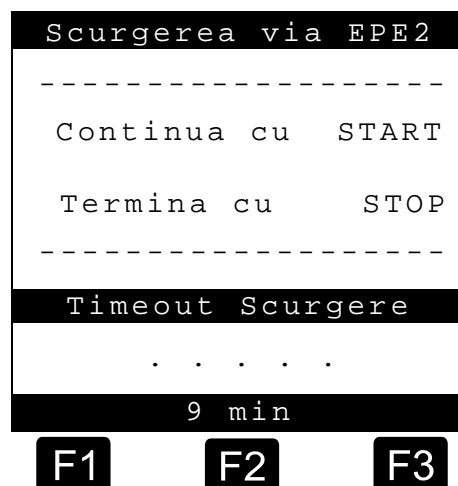 Scurgerea via EPE2
-------------------
Continua cu START
Termina cu STOP
-------------------
Timeout Scurgere
. . . . .
9 min
F1 F2 F3